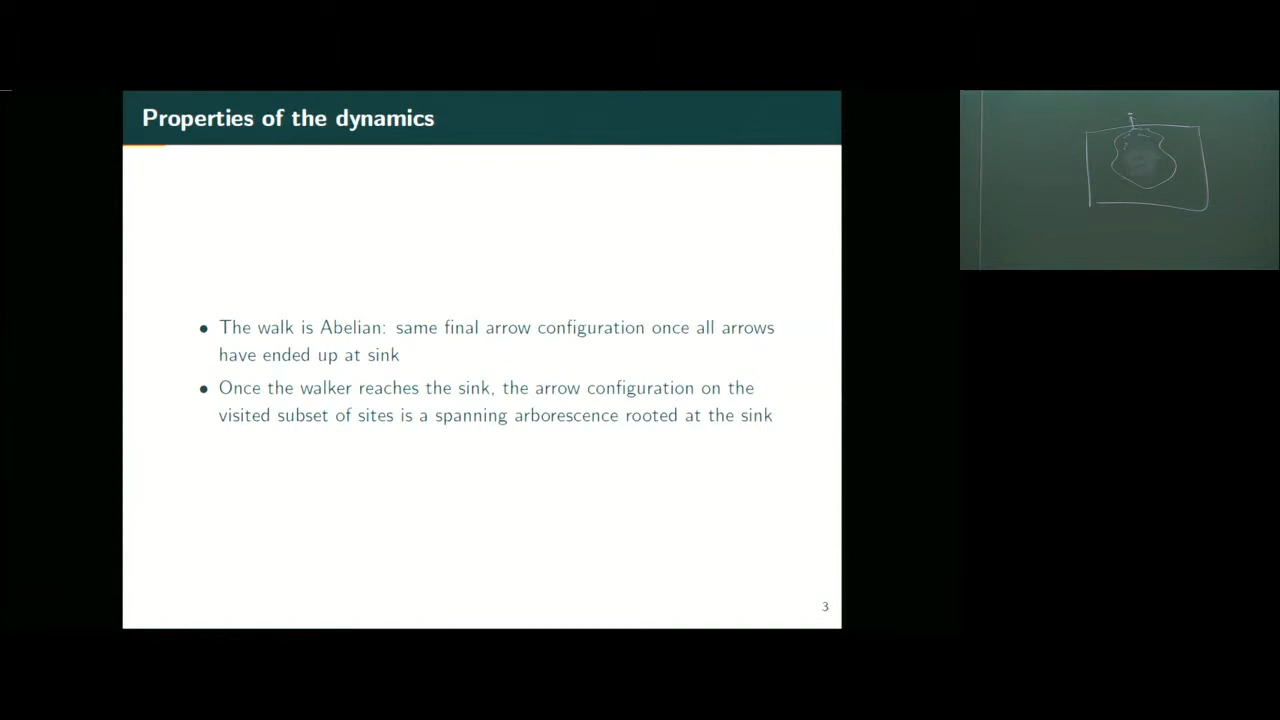 Properties of the dynamics
• The walk is Abelian: same final arrow configuration once all arrows
have ended up at sink
• Once the walker reaches the sink, the arrow configuration on the
visited subset of sites is a spanning arborescence rooted at the sink
3